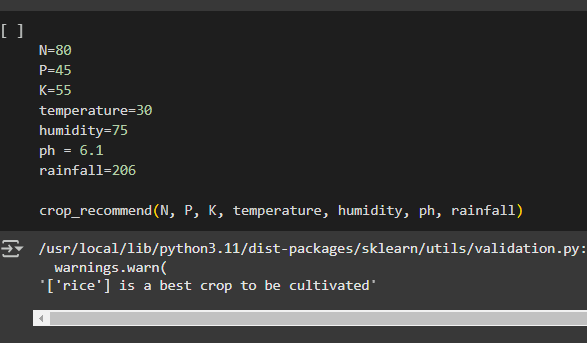 [ ]
N=80
P=45
K=55
temperature=30
humidity=75
ph = 6.1
rainfall=206
crop_recommend(N, P, K, temperature, humidity, ph, rainfall)
/usr/local/lib/python3.11/dist-packages/sklearn/utils/validation.py:
warnings.warn(
'['rice'] is a best crop to be cultivated'